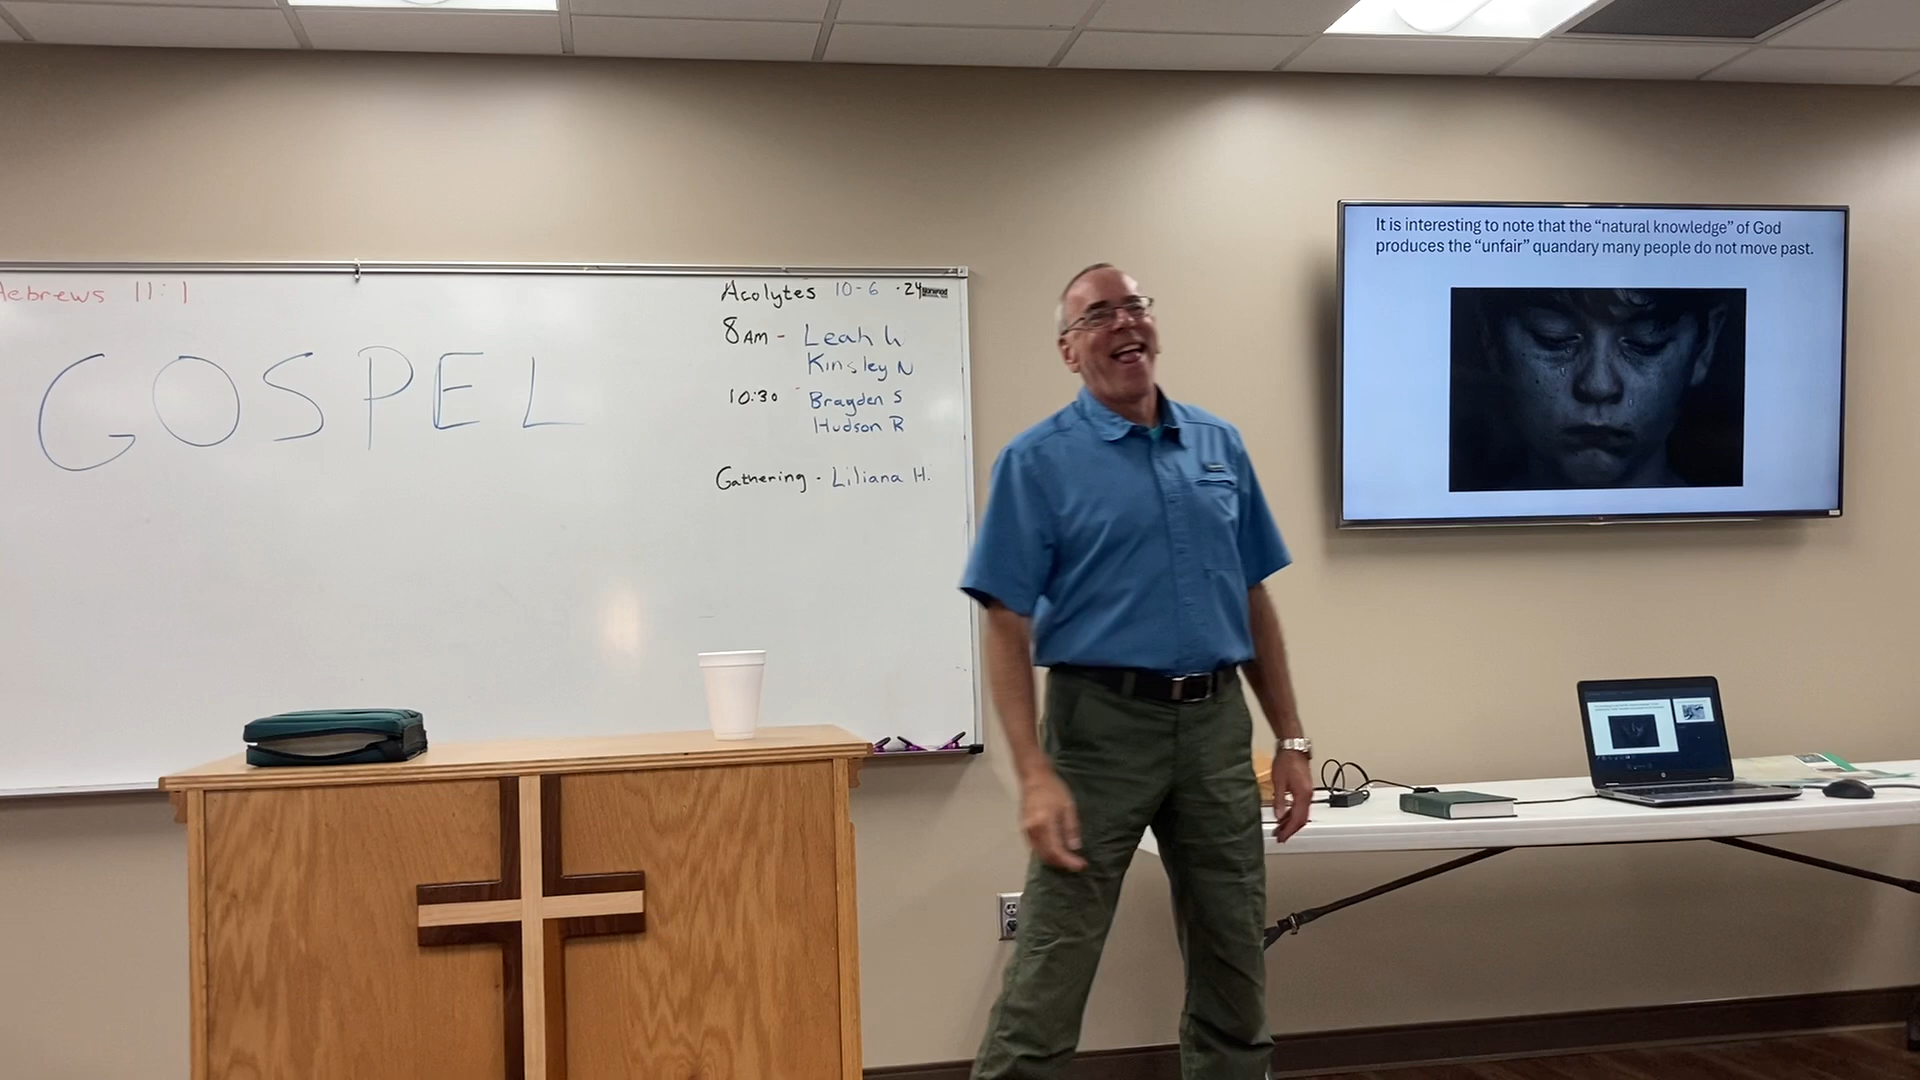 Hebrews 11:1
GOSPEL
Acolytes 10-6 -24
8AM - Leah W
Kinsley N
10:30 Brayden S
Hudson R
Gathering - Liliana H.
It is interesting to note that the “natural knowledge” of God
produces the “unfair” quandary many people do not move past.